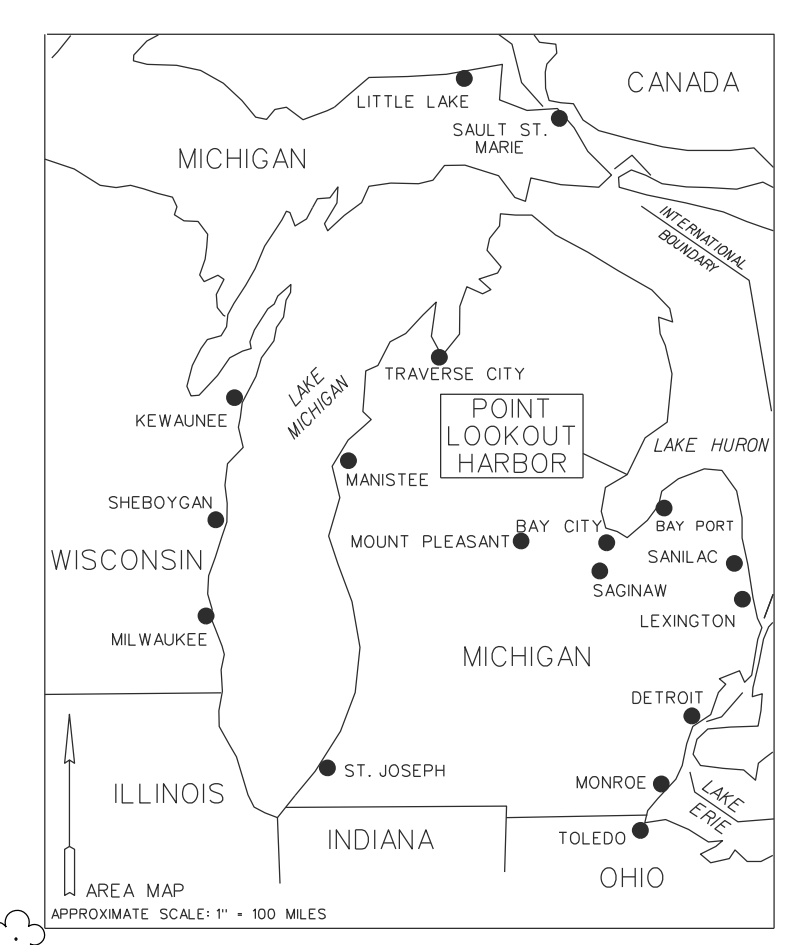 CANADA
LITTLE LAKE
SAULT ST.
MARIE
MICHIGAN
INTERNATIONAL
BOUNDARY
TRAVERSE CITY
LAKE
MICHIGAN
KEWAUNEE
POINT
LOOKOUT
HARBOR
LAKE HURON
MANISTEE
SHEBOYGAN
BAY CITY
BAY PORT
MOUNT PLEASANT
WISCONSIN
SANILAC
SAGINAW
LEXINGTON
MILWAUKEE
MICHIGAN
DETROIT
ST. JOSEPH
MONROE
ILLINOIS
LAKE
ERIE
INDIANA
TOLEDO
OHIO
AREA MAP
APPROXIMATE SCALE: 1" = 100 MILES